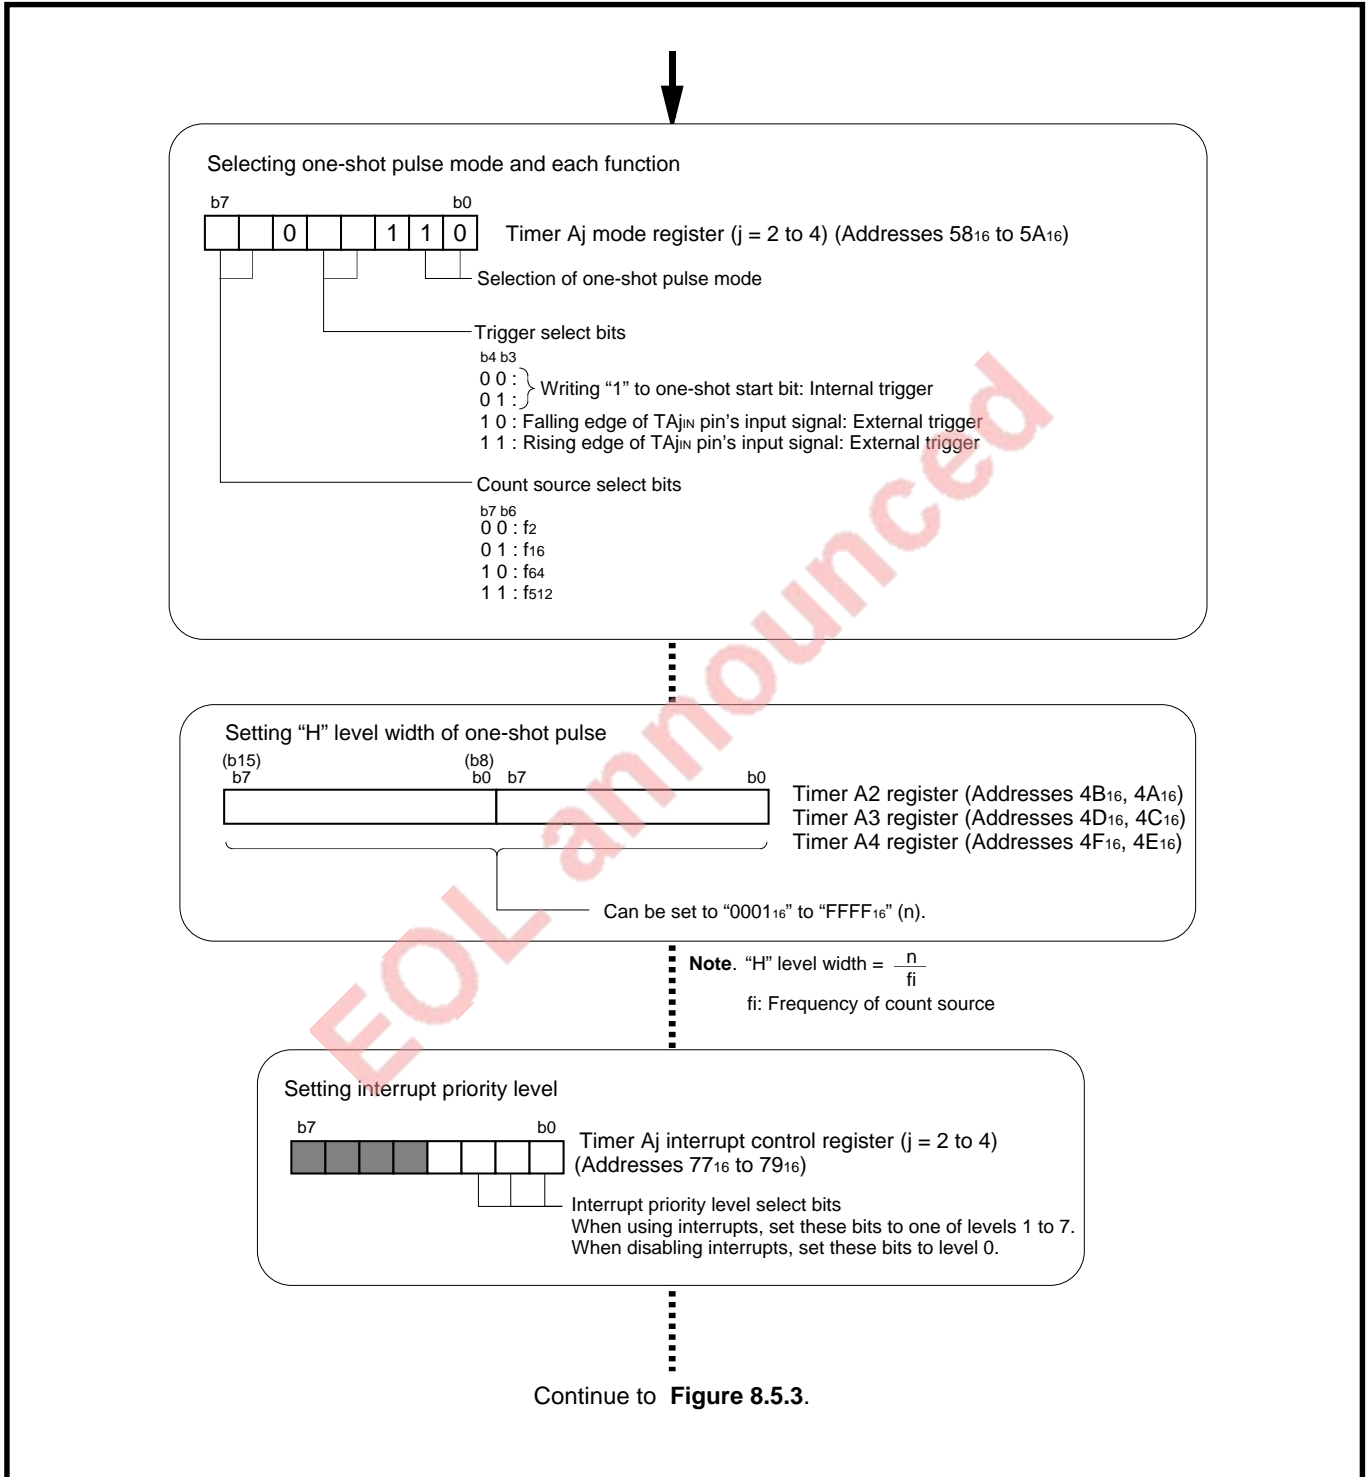 Selecting one-shot pulse mode and each function
b7 b0
0 1 1 0 Timer Aj mode register (j = 2 to 4) (Addresses 5816 to 5A16)
Selection of one-shot pulse mode
Trigger select bits
b4 b3
0 0 :
0 1 :
Writing “1” to one-shot start bit: Internal trigger
1 0 : Falling edge of TAjIN pin’s input signal: External trigger
1 1 : Rising edge of TAjIN pin’s input signal: External trigger
Count source select bits
b7 b6
0 0 : f2
0 1 : f16
1 0 : f64
1 1 : f512
Setting “H” level width of one-shot pulse
(b15) (b8)
b7 b0 b7 b0
Timer A2 register (Addresses 4B16, 4A16)
Timer A3 register (Addresses 4D16, 4C16)
Timer A4 register (Addresses 4F16, 4E16)
Can be set to “000116” to “FFFF16” (n).
Note. “H” level width = n
fi
fi: Frequency of count source
Setting interrupt priority level
b7 b0
Timer Aj interrupt control register (j = 2 to 4)
(Addresses 7716 to 7916)
Interrupt priority level select bits
When using interrupts, set these bits to one of levels 1 to 7.
When disabling interrupts, set these bits to level 0.
Continue to Figure 8.5.3.
EOL announced